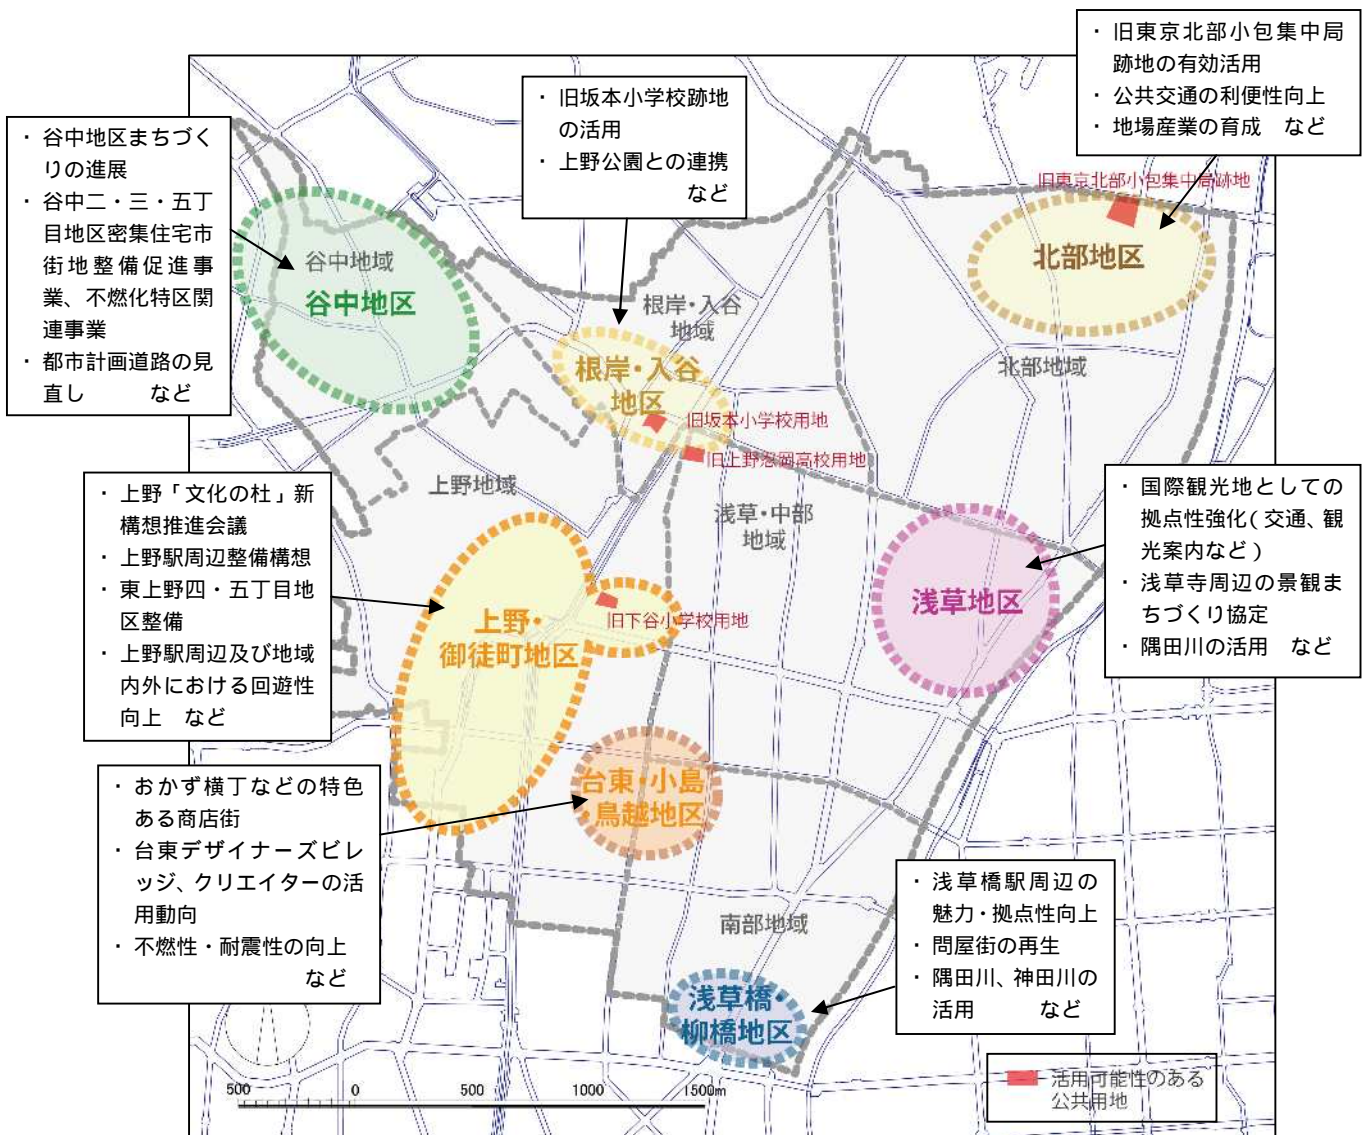 ・ 旧東京北部小包集中局
跡地の有効活用
・ 公共交通の利便性向上
・ 地場産業の育成　など
・ 旧坂本小学校跡地
の活用
・ 上野公園との連携
など
・ 谷中地区まちづく
りの進展
・ 谷中二・三・五丁
目地区密集住宅市
街地整備促進事
業、不燃化特区関
連事業
・ 都市計画道路の見
直し　　　など
旧東京北部小包集中局跡地
北部地区
谷中地域
谷中地区
根岸・入谷
地域
根岸・入谷
地区
北部地域
旧坂本小学校用地
旧上野忍岡高校用地
上野地域
浅草・中部
地域
・ 上野「文化の杜」新
構想推進会議
・ 上野駅周辺整備構想
・ 東上野四・五丁目地
区整備
・ 上野駅周辺及び地域
内外における回遊性
向上　など
・ 国際観光地としての
拠点性強化(交通、観
光案内など)
・ 浅草寺周辺の景観ま
ちづくり協定
・ 隅田川の活用　など
浅草地区
上野・
御徒町地区
旧下谷小学校用地
・ おかず横丁などの特色
ある商店街
・ 台東デザイナーズビレ
ッジ、クリエイターの活
用動向
・ 不燃性・耐震性の向上
など
台東・小島
・鳥越地区
・ 浅草橋駅周辺の
魅力・拠点性向上
・ 問屋街の再生
・ 隅田川、神田川の
活用　　　など
南部地域
浅草橋・
柳橋地区
500 0 500 1000 1500m
活用可能性のある
公共用地